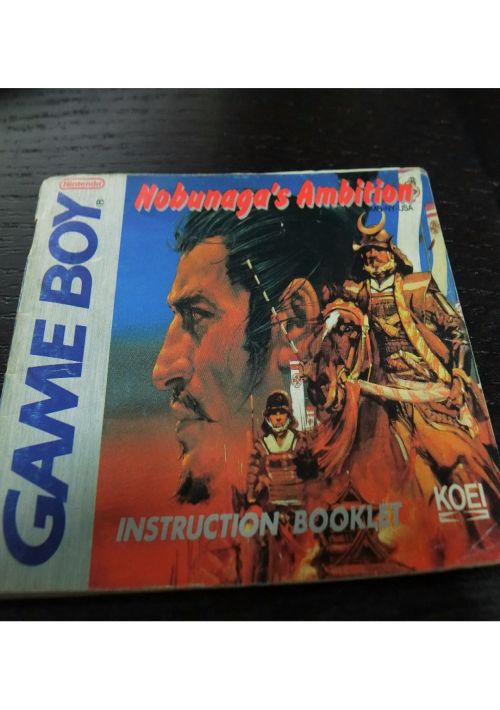 Nintendo
GAME BOY
®
Nobunaga's Ambition
INSTRUCTION BOOKLET
KOEI